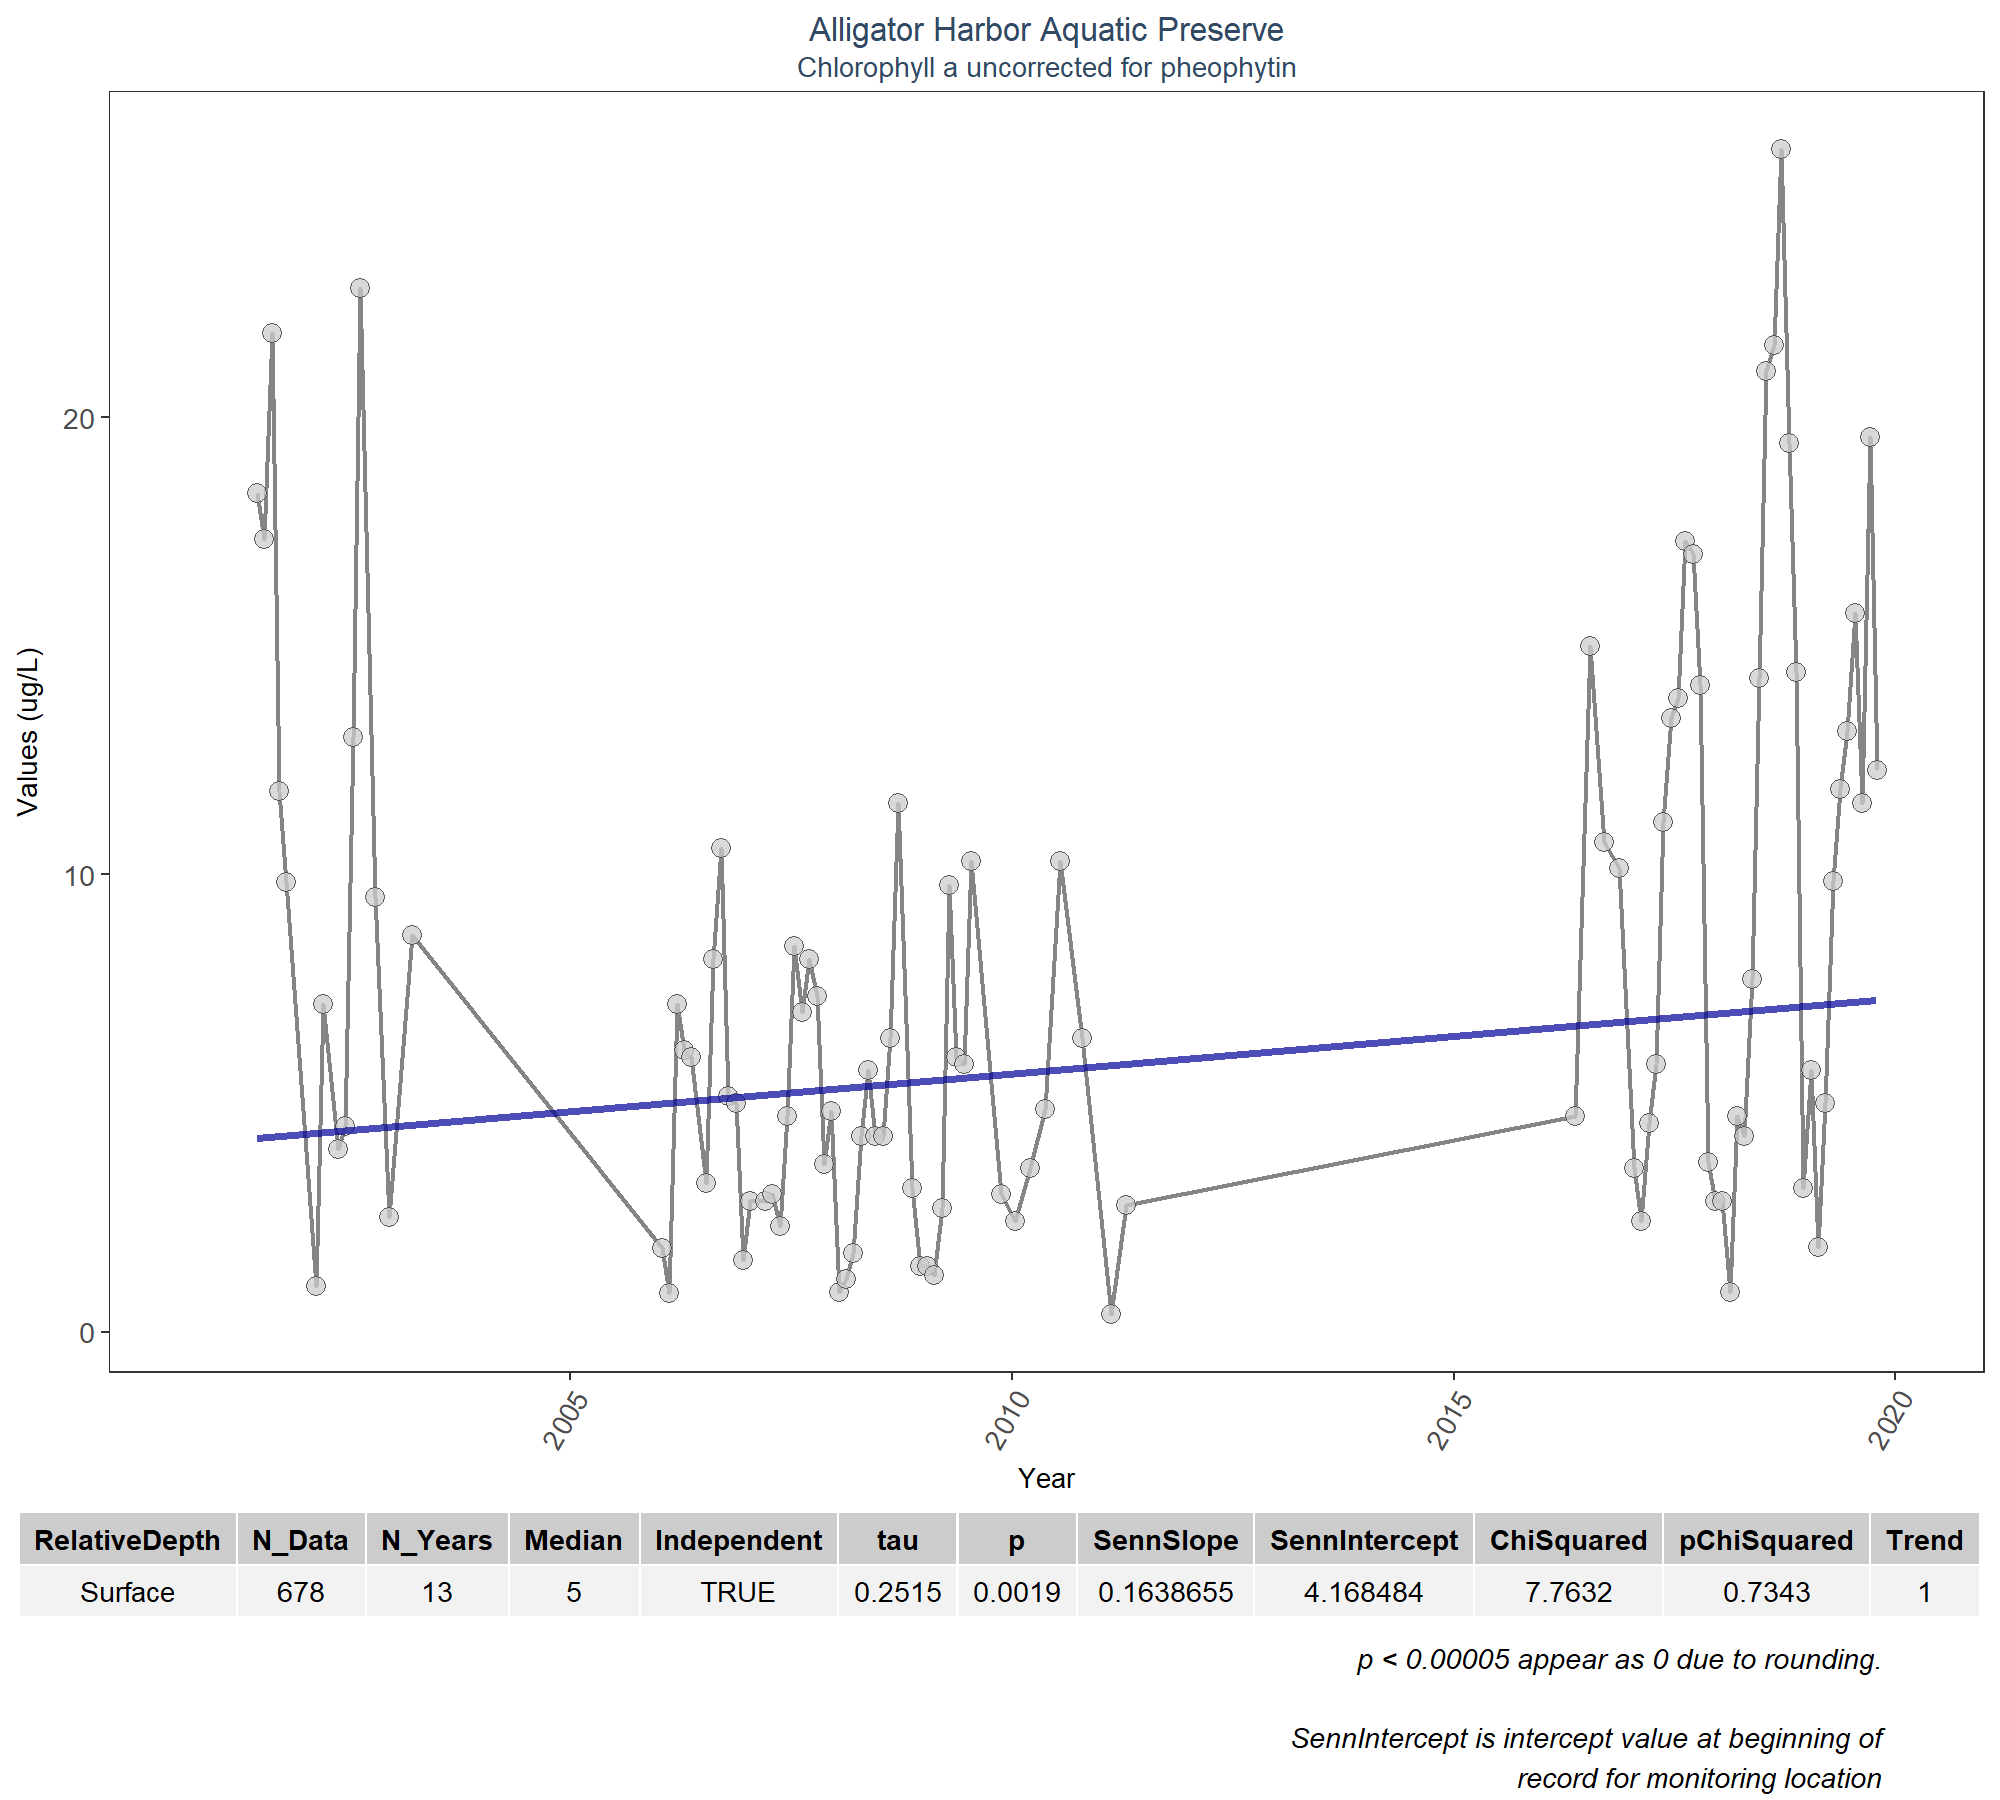 Alligator Harbor Aquatic Preserve
Chlorophyll a uncorrected for pheophytin
Values (ug/L)
20
10
0
2005 2010 2015 2020
Year
RelativeDepth N_Data N_Years Median Independent tau p SennSlope SennIntercept ChiSquared pChiSquared Trend
Surface 678 13 5 TRUE 0.2515 0.0019 0.1638655 4.168484 7.7632 0.7343 1
p < 0.00005 appear as 0 due to rounding.
SennIntercept is intercept value at beginning of
record for monitoring location